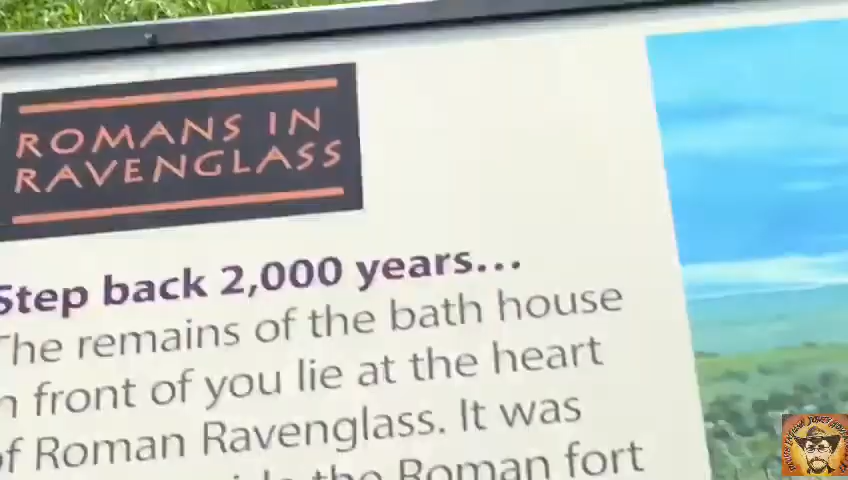 ROMANS IN
RAVENGLASS
Step back 2,000 years...
The remains of the bath house
n front of you lie at the heart
of Roman Ravenglass. It was
the Roman fort